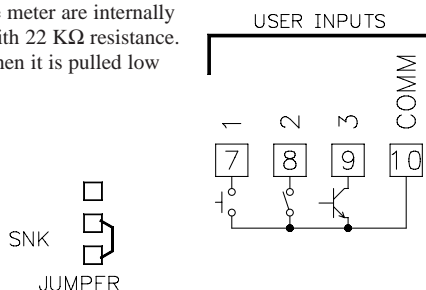 e meter are internally
ith 22 KΩ resistance.
hen it is pulled low
USER INPUTS
1 2 3 COMM
7 8 9 10
SNK
JUMPER